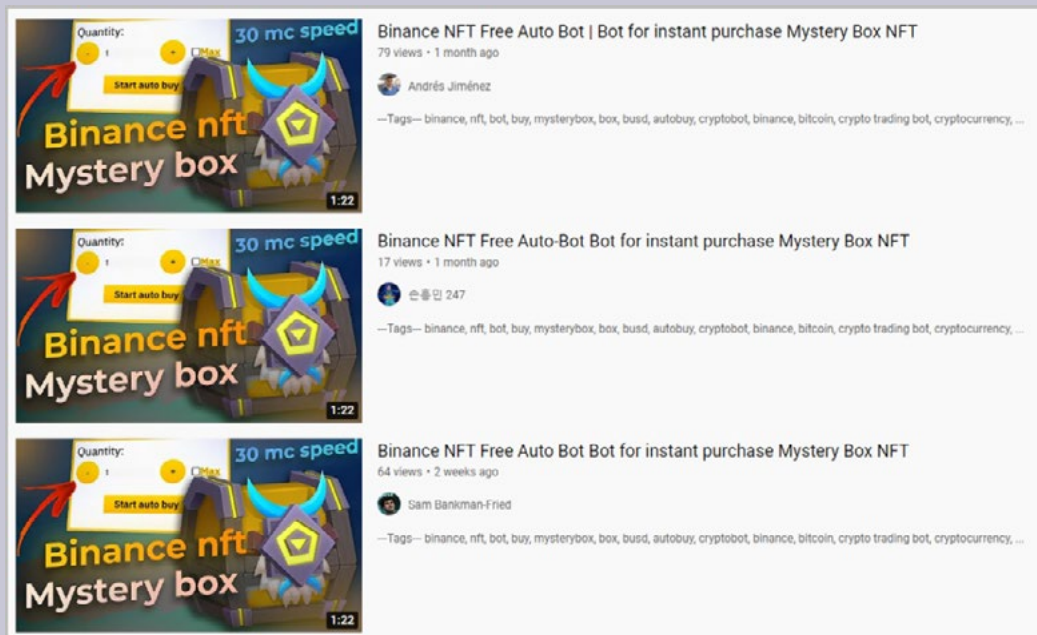 Quantity:
30 mc speed
- 1 + Max
Start auto buy
Binance nft
Mystery box
1:22
Binance NFT Free Auto Bot | Bot for instant purchase Mystery Box NFT
79 views • 1 month ago
Andrés Jiménez
---Tags--- binance, nft, bot, buy, mysterybox, box, busd, autobuy, cryptobot, binance, bitcoin, crypto trading bot, cryptocurrency, ...
Quantity:
30 mc speed
- 1 + Max
Start auto buy
Binance nft
Mystery box
1:22
Binance NFT Free Auto-Bot Bot for instant purchase Mystery Box NFT
17 views • 1 month ago
손흥민 247
---Tags--- binance, nft, bot, buy, mysterybox, box, busd, autobuy, cryptobot, binance, bitcoin, crypto trading bot, cryptocurrency, ...
Quantity:
30 mc speed
- 1 + Max
Start auto buy
Binance nft
Mystery box
1:22
Binance NFT Free Auto Bot Bot for instant purchase Mystery Box NFT
64 views • 2 weeks ago
Sam Bankman-Fried
---Tags--- binance, nft, bot, buy, mysterybox, box, busd, autobuy, cryptobot, binance, bitcoin, crypto trading bot, cryptocurrency, ...